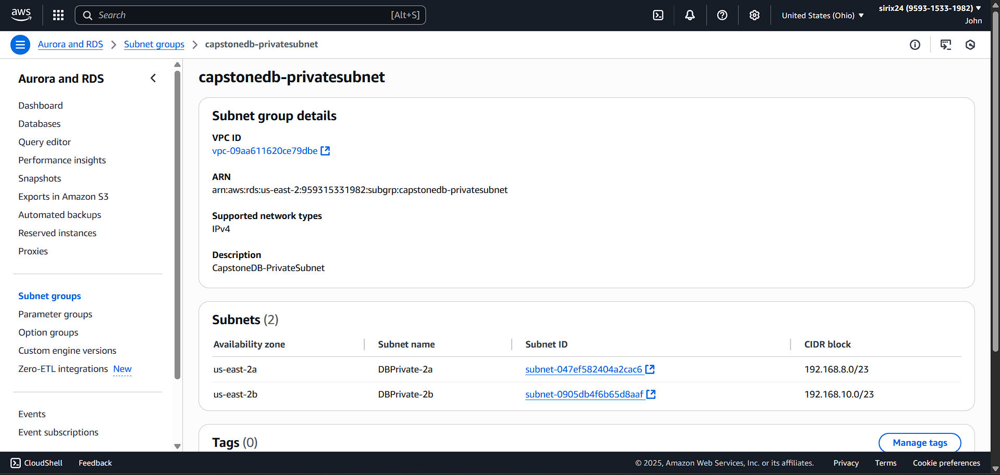 aws
Search [Alt+S]
United States (Ohio)
sirix24 (9593-1533-1982)
John
Aurora and RDS > Subnet groups > capstonedb-privatesubnet
Aurora and RDS
Dashboard
Databases
Query editor
Performance insights
Snapshots
Exports in Amazon S3
Automated backups
Reserved instances
Proxies
Subnet groups
Parameter groups
Option groups
Custom engine versions
Zero-ETL integrations New
Events
Event subscriptions
capstonedb-privatesubnet
Subnet group details
VPC ID
vpc-09aa611620ce79dbe
ARN
arn:aws:rds:us-east-2:959315331982:subgrp:capstonedb-privatesubnet
Supported network types
IPv4
Description
CapstoneDB-PrivateSubnet
Subnets (2)
Availability zone Subnet name Subnet ID CIDR block
us-east-2a DBPrivate-2a subnet-047ef582404a2cac6 192.168.8.0/23
us-east-2b DBPrivate-2b subnet-0905db4f6b65d8aaf 192.168.10.0/23
Tags (0)
Manage tags
CloudShell Feedback © 2025, Amazon Web Services, Inc. or its affiliates. Privacy Terms Cookie preferences